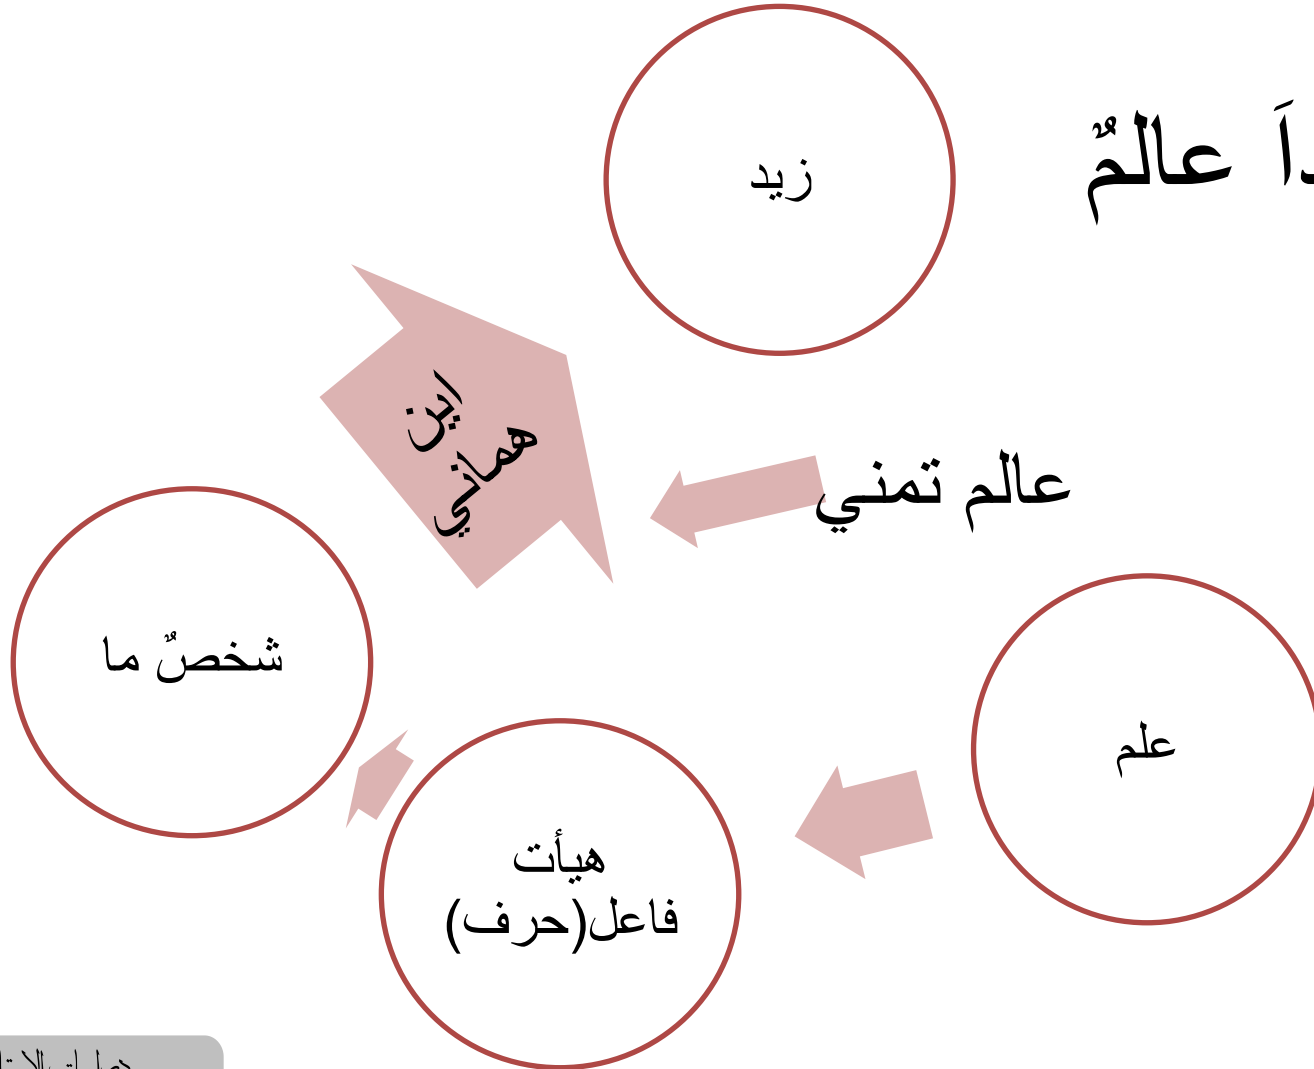 عالمٌ
زيد
اين
هماني
عالم تمني
شخصٌ ما
علم
هيأت
فاعل(حرف)